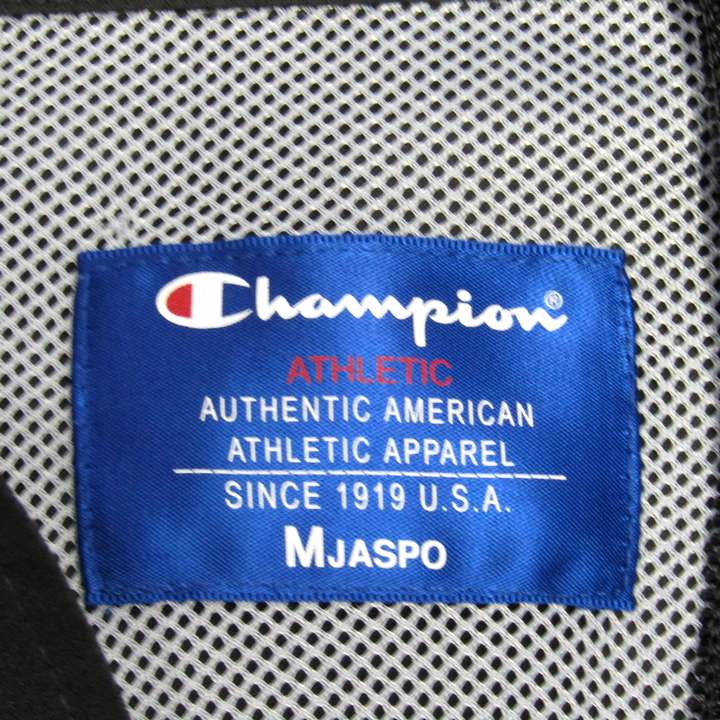 Champion®
ATHLETIC
AUTHENTIC AMERICAN
ATHLETIC APPAREL
SINCE 1919 U.S.A.
MJASPO